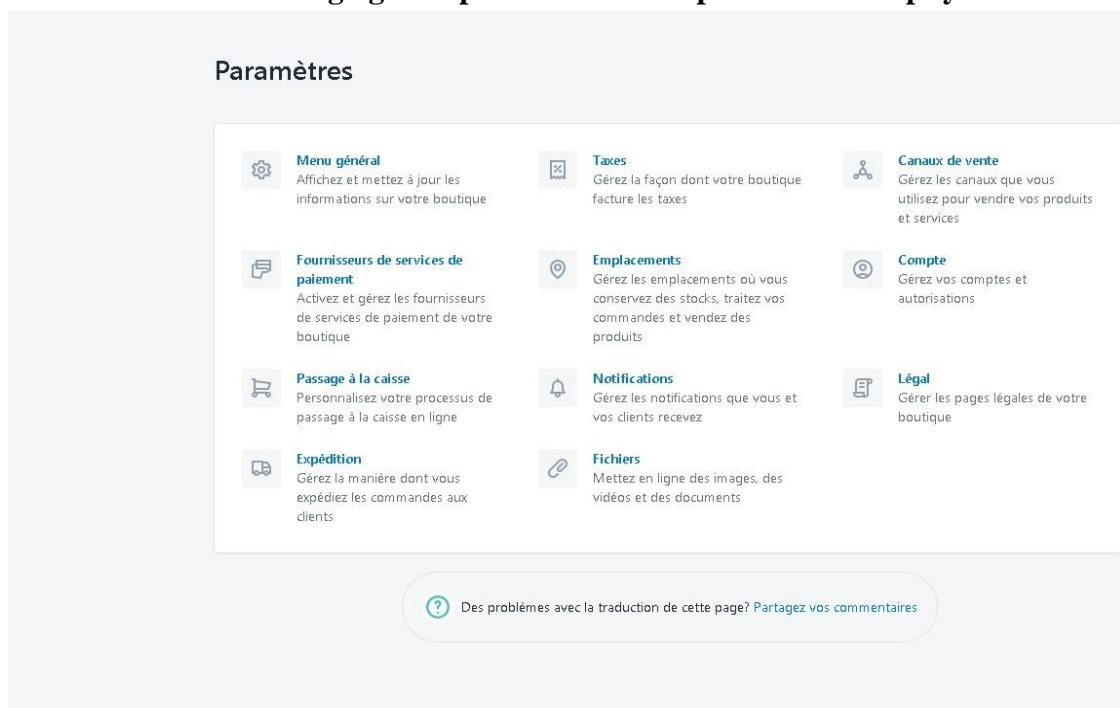 Paramètres
Menu général
Affichez et mettez à jour les
informations sur votre boutique
Taxes
Gérez la façon dont votre boutique
facture les taxes
Canaux de vente
Gérez les canaux que vous
utilisez pour vendre vos produits
et services
Fournisseurs de services de
paiement
Activez et gérez les fournisseurs
de services de paiement de votre
boutique
Emplacements
Gérez les emplacements où vous
conservez des stocks, traitez vos
commandes et vendez des
produits
Compte
Gérez vos comptes et
autorisations
Passage à la caisse
Personnalisez votre processus de
passage à la caisse en ligne
Notifications
Gérez les notifications que vous et
vos clients recevez
Légal
Gérer les pages légales de votre
boutique
Expédition
Gérez la manière dont vous
expédiez les commandes aux
clients
Fichiers
Mettez en ligne des images, des
vidéos et des documents
Des problèmes avec la traduction de cette page? Partagez vos commentaires